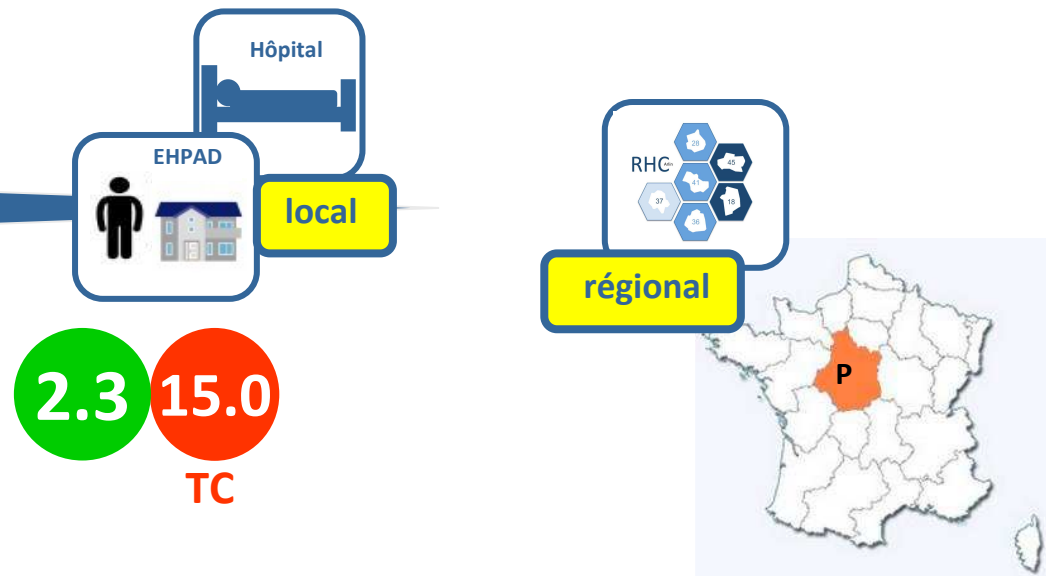 Hôpital
EHPAD
local
2.3
15.0
TC
RHC
28
45
41
37
18
36
régional
P